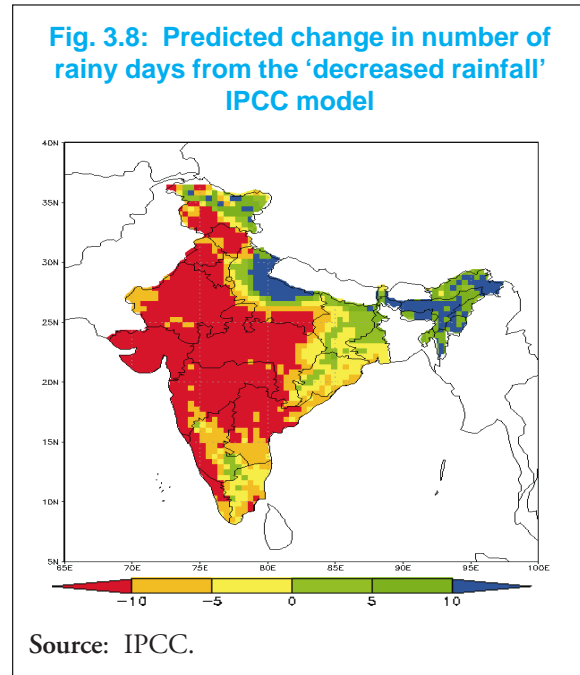 Fig. 3.8: Predicted change in number of
rainy days from the ‘decreased rainfall’
IPCC model
40N
35N
30N
25N
20N
15N
10N
5N
65E 70E 75E 80E 85E 90E 95E 100E
−10 −5 0 5 10
Source: IPCC.